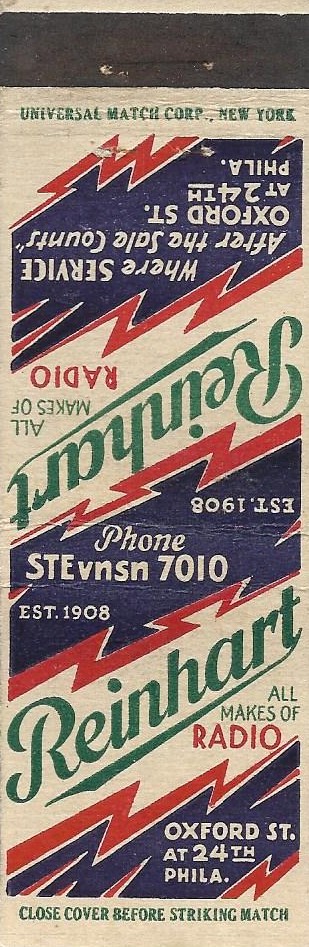 UNIVERSAL MATCH CORP., NEW YORK
Where SERVICE
After the Sale Counts"
OXFORD ST.
AT 24TH
PHILA.
Reinhart
ALL
MAKES OF
RADIO
EST. 1908
Phone
STEvnsn 7010
EST. 1908
Reinhart
ALL
MAKES OF
RADIO
OXFORD ST.
AT 24TH
PHILA.
CLOSE COVER BEFORE STRIKING MATCH